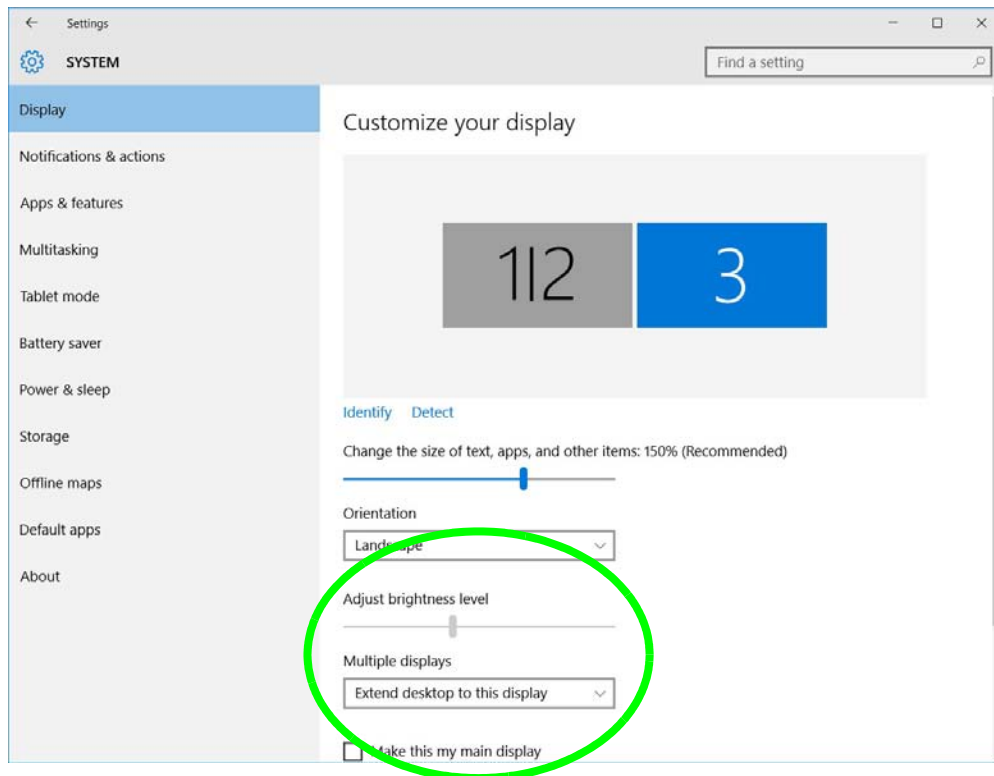 Settings
SYSTEM
Find a setting
Display
Notifications & actions
Apps & features
Multitasking
Tablet mode
Battery saver
Power & sleep
Storage
Offline maps
Default apps
About
Customize your display
1|2
3
Identify Detect
Change the size of text, apps, and other items: 150% (Recommended)
Orientation
Landscape
Adjust brightness level
Multiple displays
Extend desktop to this display
Make this my main display